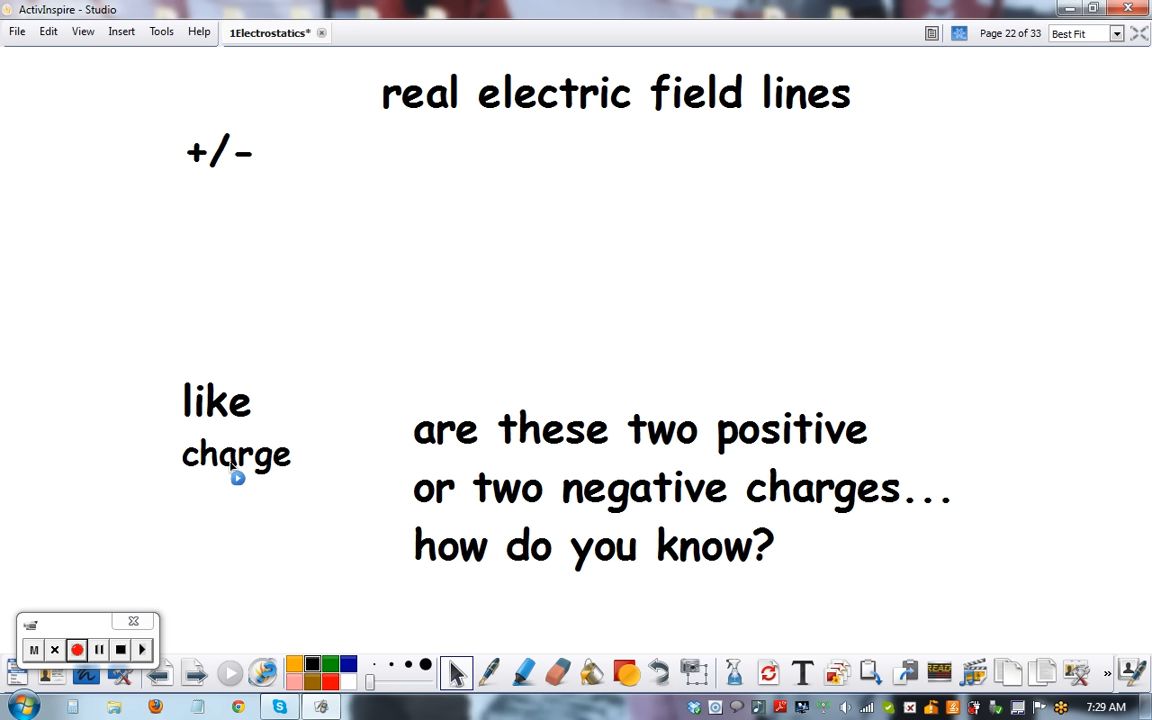 ActivInspire - Studio
File Edit View Insert Tools Help
1Electrostatics*
Page 22 of 33
Best Fit
real electric field lines
+/-
like
charge
are these two positive
or two negative charges...
how do you know?
M
T
READ
»
7:29 AM